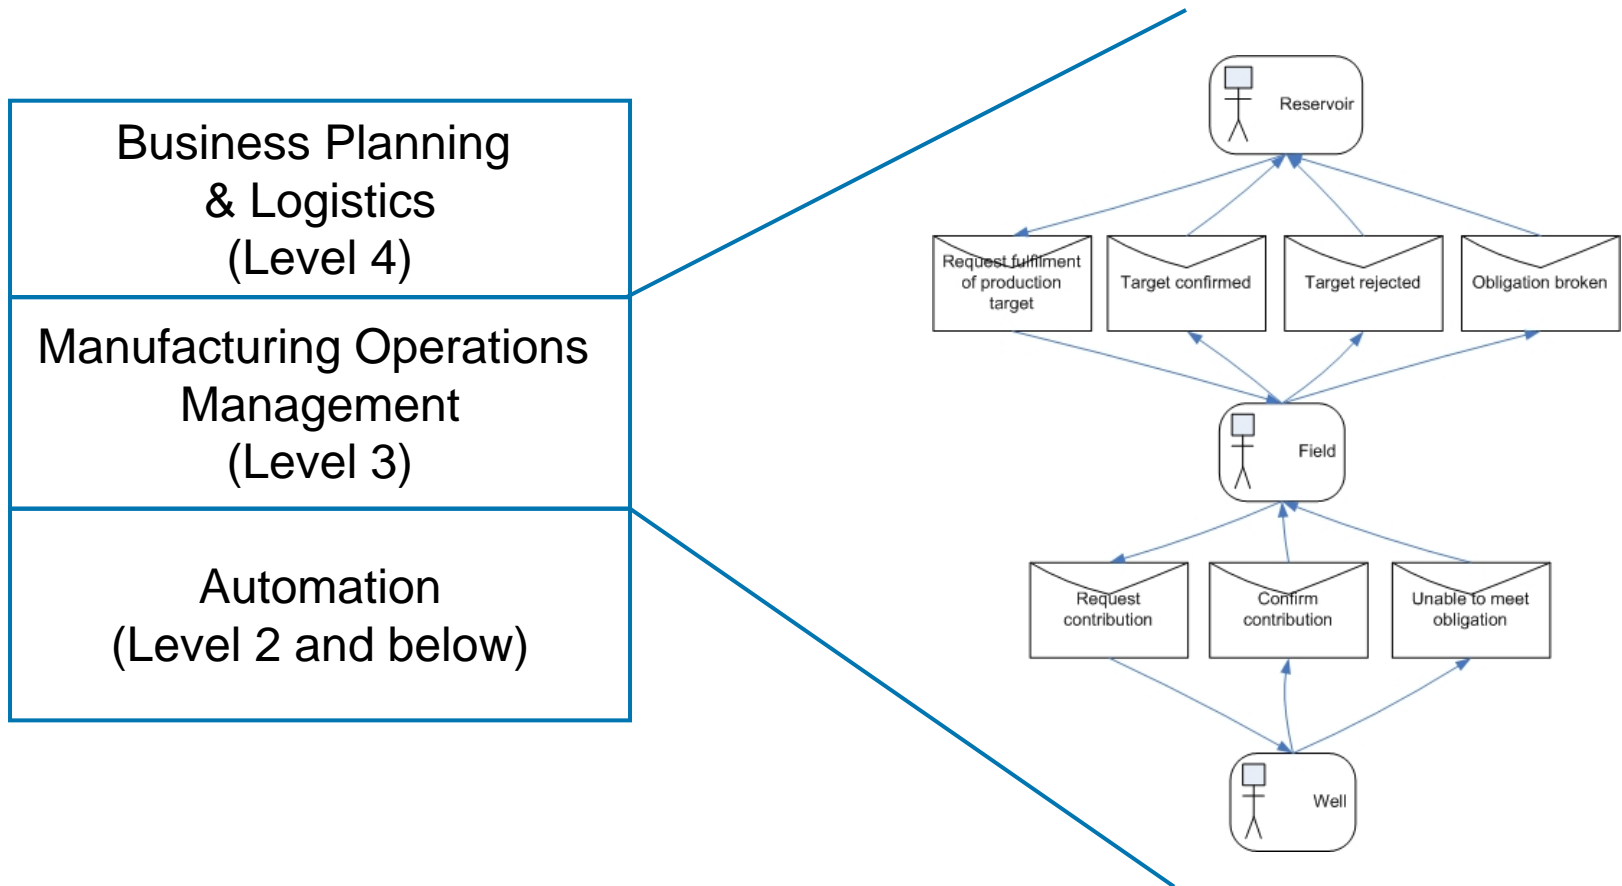 Business Planning
& Logistics
(Level 4)
Manufacturing Operations
Management
(Level 3)
Automation
(Level 2 and below)
Reservoir
Request fulfilment
of production
target
Target confirmed
Target rejected
Obligation broken
Field
Request
contribution
Confirm
contribution
Unable to meet
obligation
Well